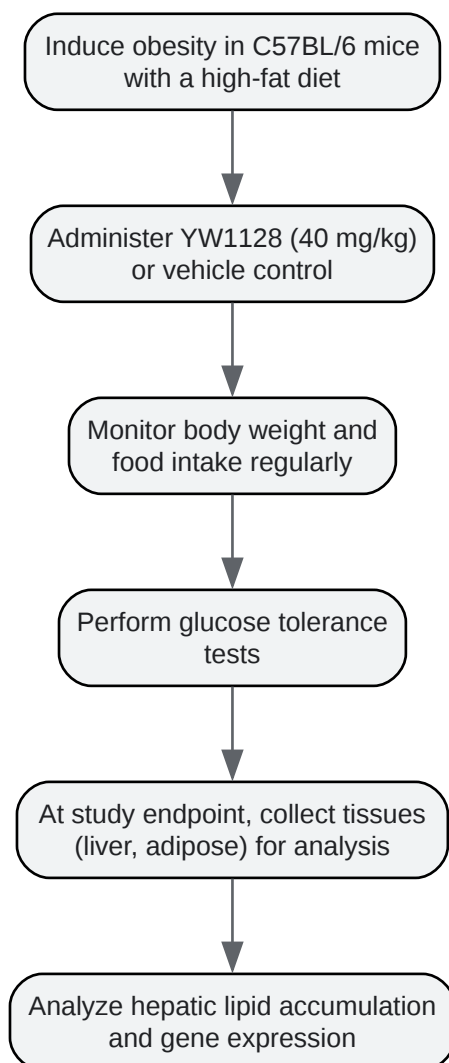 Induce obesity in C57BL/6 mice
with a high-fat diet
Administer YW1128 (40 mg/kg)
or vehicle control
Monitor body weight and
food intake regularly
Perform glucose tolerance
tests
At study endpoint, collect tissues
(liver, adipose) for analysis
Analyze hepatic lipid accumulation
and gene expression